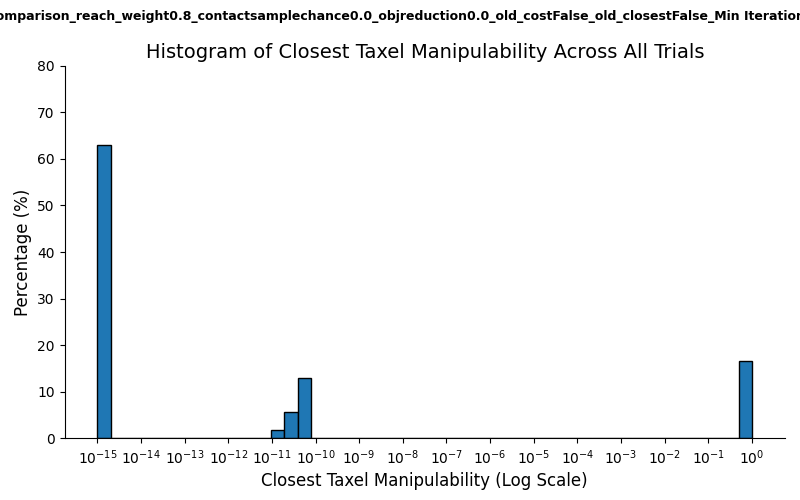 omparison_reach_weight0.8_contactsamplechance0.0_objreduction0.0_old_costFalse_old_closestFalse_Min Iteration
Histogram of Closest Taxel Manipulability Across All Trials
80
70
60
50
40
30
20
10
0
Percentage (%)
10⁻¹⁵ 10⁻¹⁴ 10⁻¹³ 10⁻¹² 10⁻¹¹ 10⁻¹⁰ 10⁻⁹ 10⁻⁸ 10⁻⁷ 10⁻⁶ 10⁻⁵ 10⁻⁴ 10⁻³ 10⁻² 10⁻¹ 10⁰
Closest Taxel Manipulability (Log Scale)